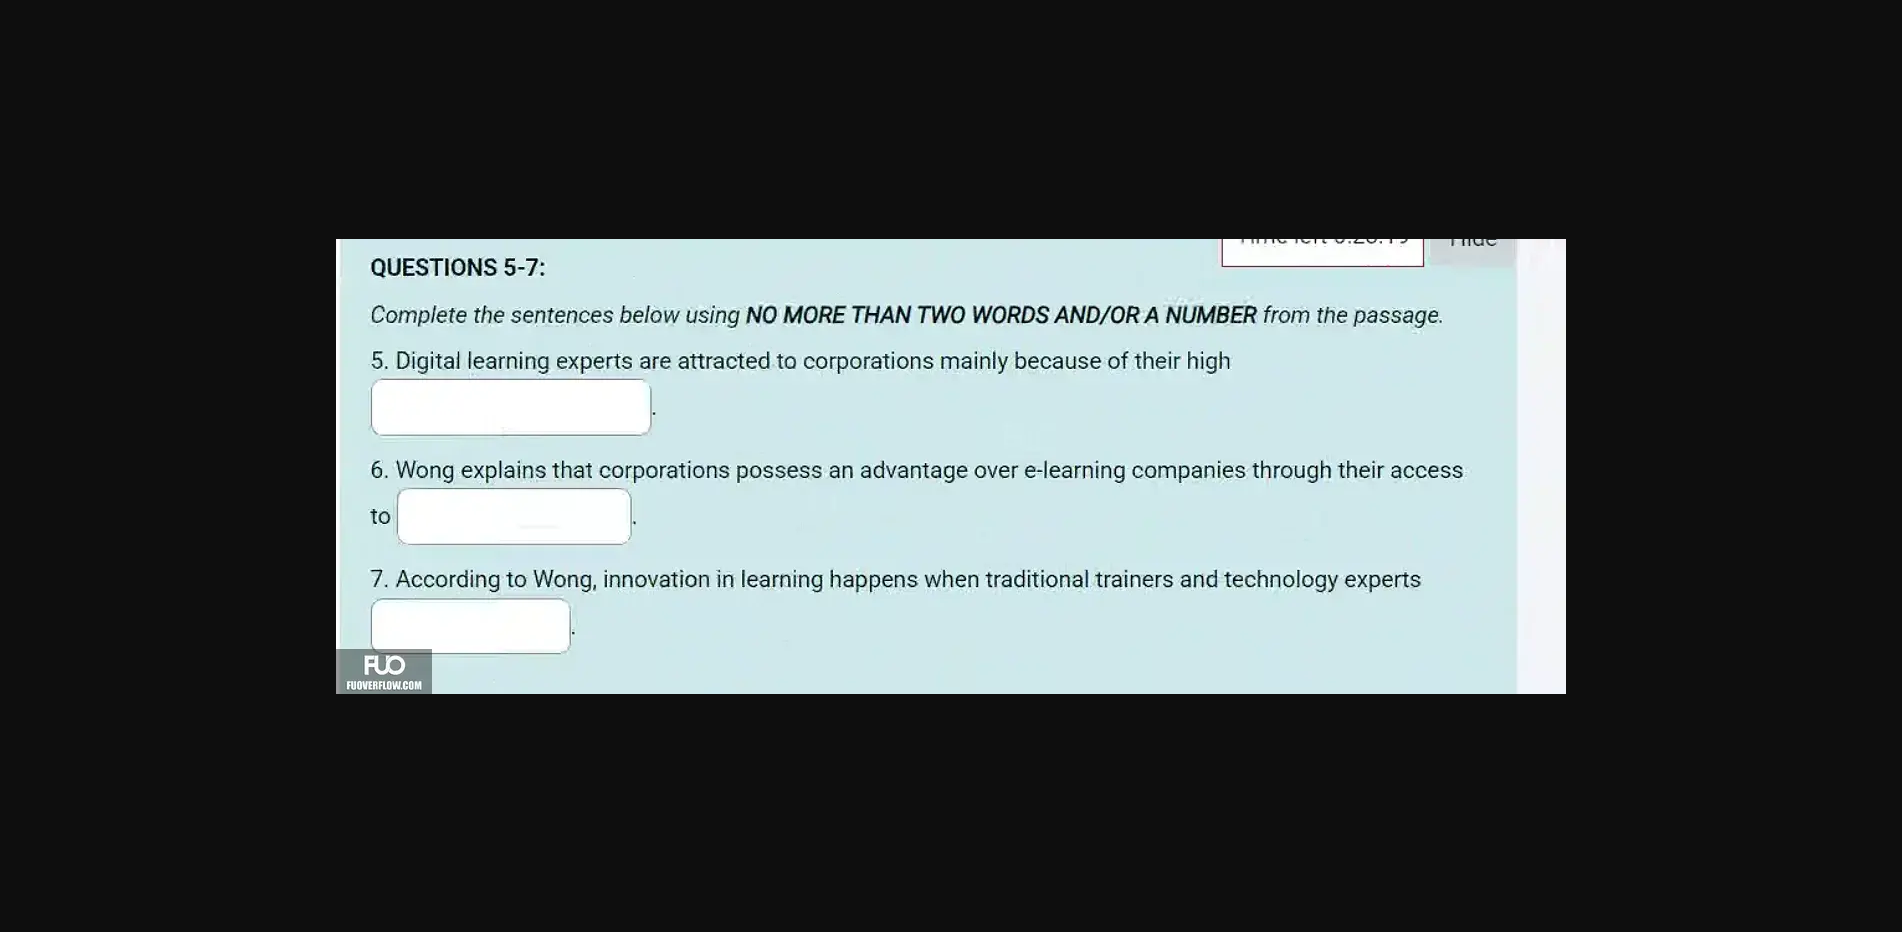 QUESTIONS 5-7:
Complete the sentences below using NO MORE THAN TWO WORDS AND/OR A NUMBER from the passage.
5. Digital learning experts are attracted to corporations mainly because of their high
.
6. Wong explains that corporations possess an advantage over e-learning companies through their access
to .
7. According to Wong, innovation in learning happens when traditional trainers and technology experts
.
FUO
FUOVERFLOW.COM